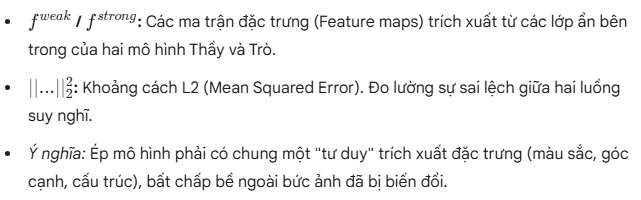 • f^{weak} / f^{strong}: Các ma trận đặc trưng (Feature maps) trích xuất từ các lớp ẩn bên
trong của hai mô hình Thầy và Trò.
• ||...||_2^2: Khoảng cách L2 (Mean Squared Error). Đo lường sự sai lệch giữa hai luồng
suy nghĩ.
• Ý nghĩa: Ép mô hình phải có chung một "tư duy" trích xuất đặc trưng (màu sắc, góc
cạnh, cấu trúc), bất chấp bề ngoài bức ảnh đã bị biến đổi.